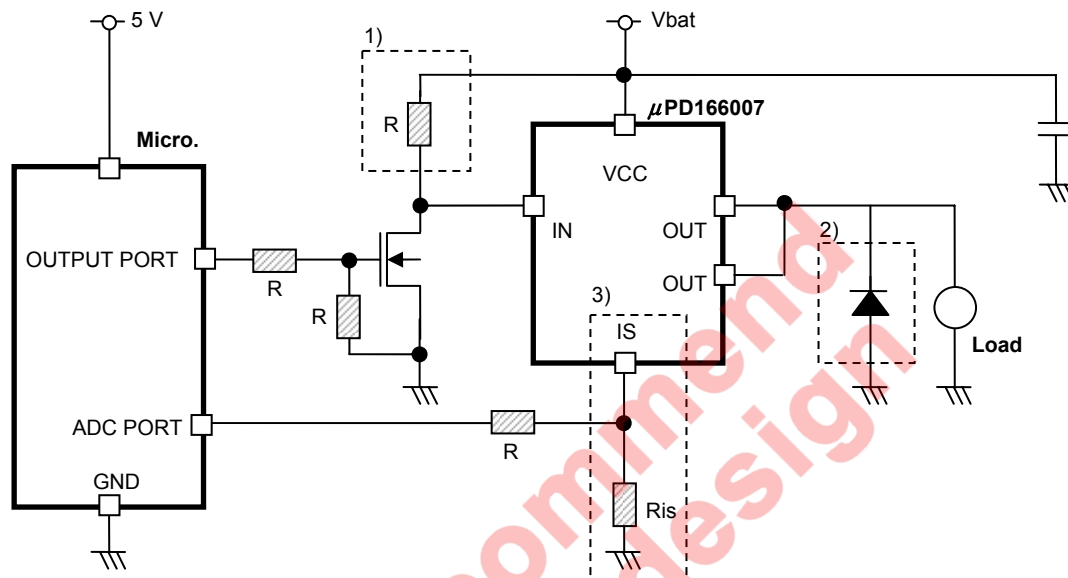 5 V
Vbat
1)
R
μPD166007
Micro.
VCC
IN
OUT
2)
OUTPUT PORT
R
OUT
R
3)
IS
Load
ADC PORT
R
GND
Ris
commend
design